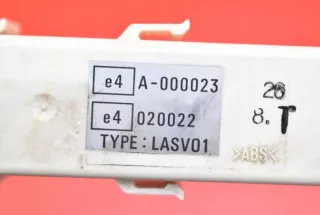 e4 A-000023
e4 020022
TYPE: LASV01
26
8.T
>ABS<